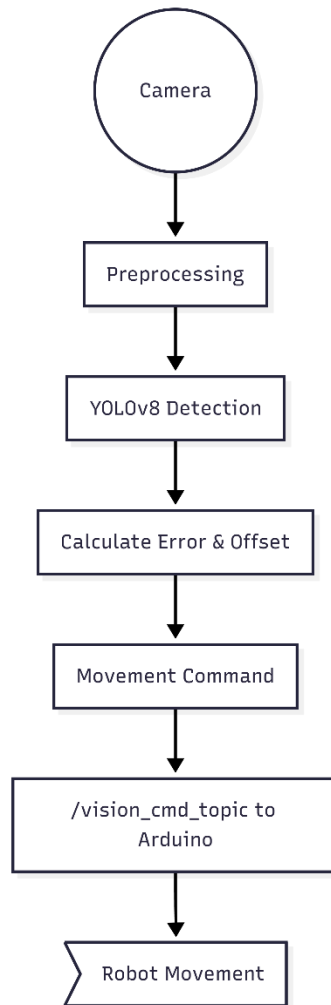 Camera
Preprocessing
YOLOv8 Detection
Calculate Error & Offset
Movement Command
/vision_cmd_topic to
Arduino
Robot Movement